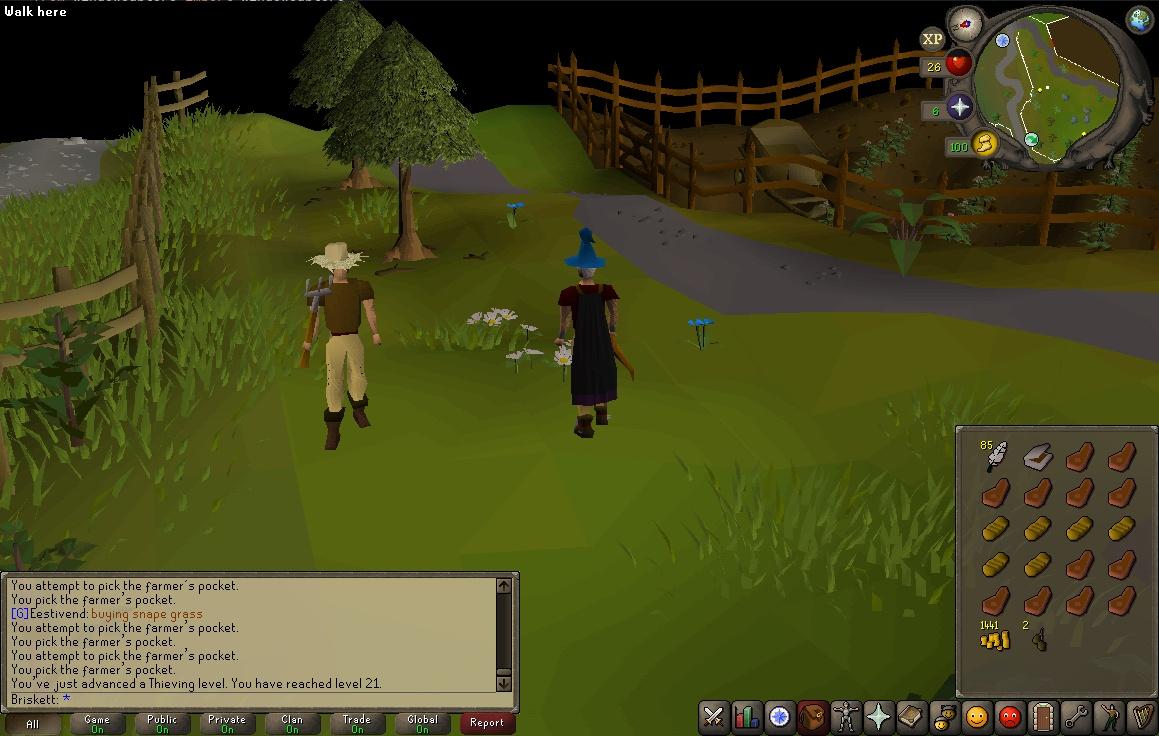 Walk here
XP
26
6
100
85
1441
2
You attempt to pick the farmer's pocket.
You pick the farmer's pocket.
[G]Eestivend: buying snape grass
You attempt to pick the farmer's pocket.
You pick the farmer's pocket.
You attempt to pick the farmer's pocket.
You pick the farmer's pocket.
You've just advanced a Thieving level. You have reached level 21.
Briskett: *
All
Game
On
Public
On
Private
On
Clan
On
Trade
On
Global
On
Report